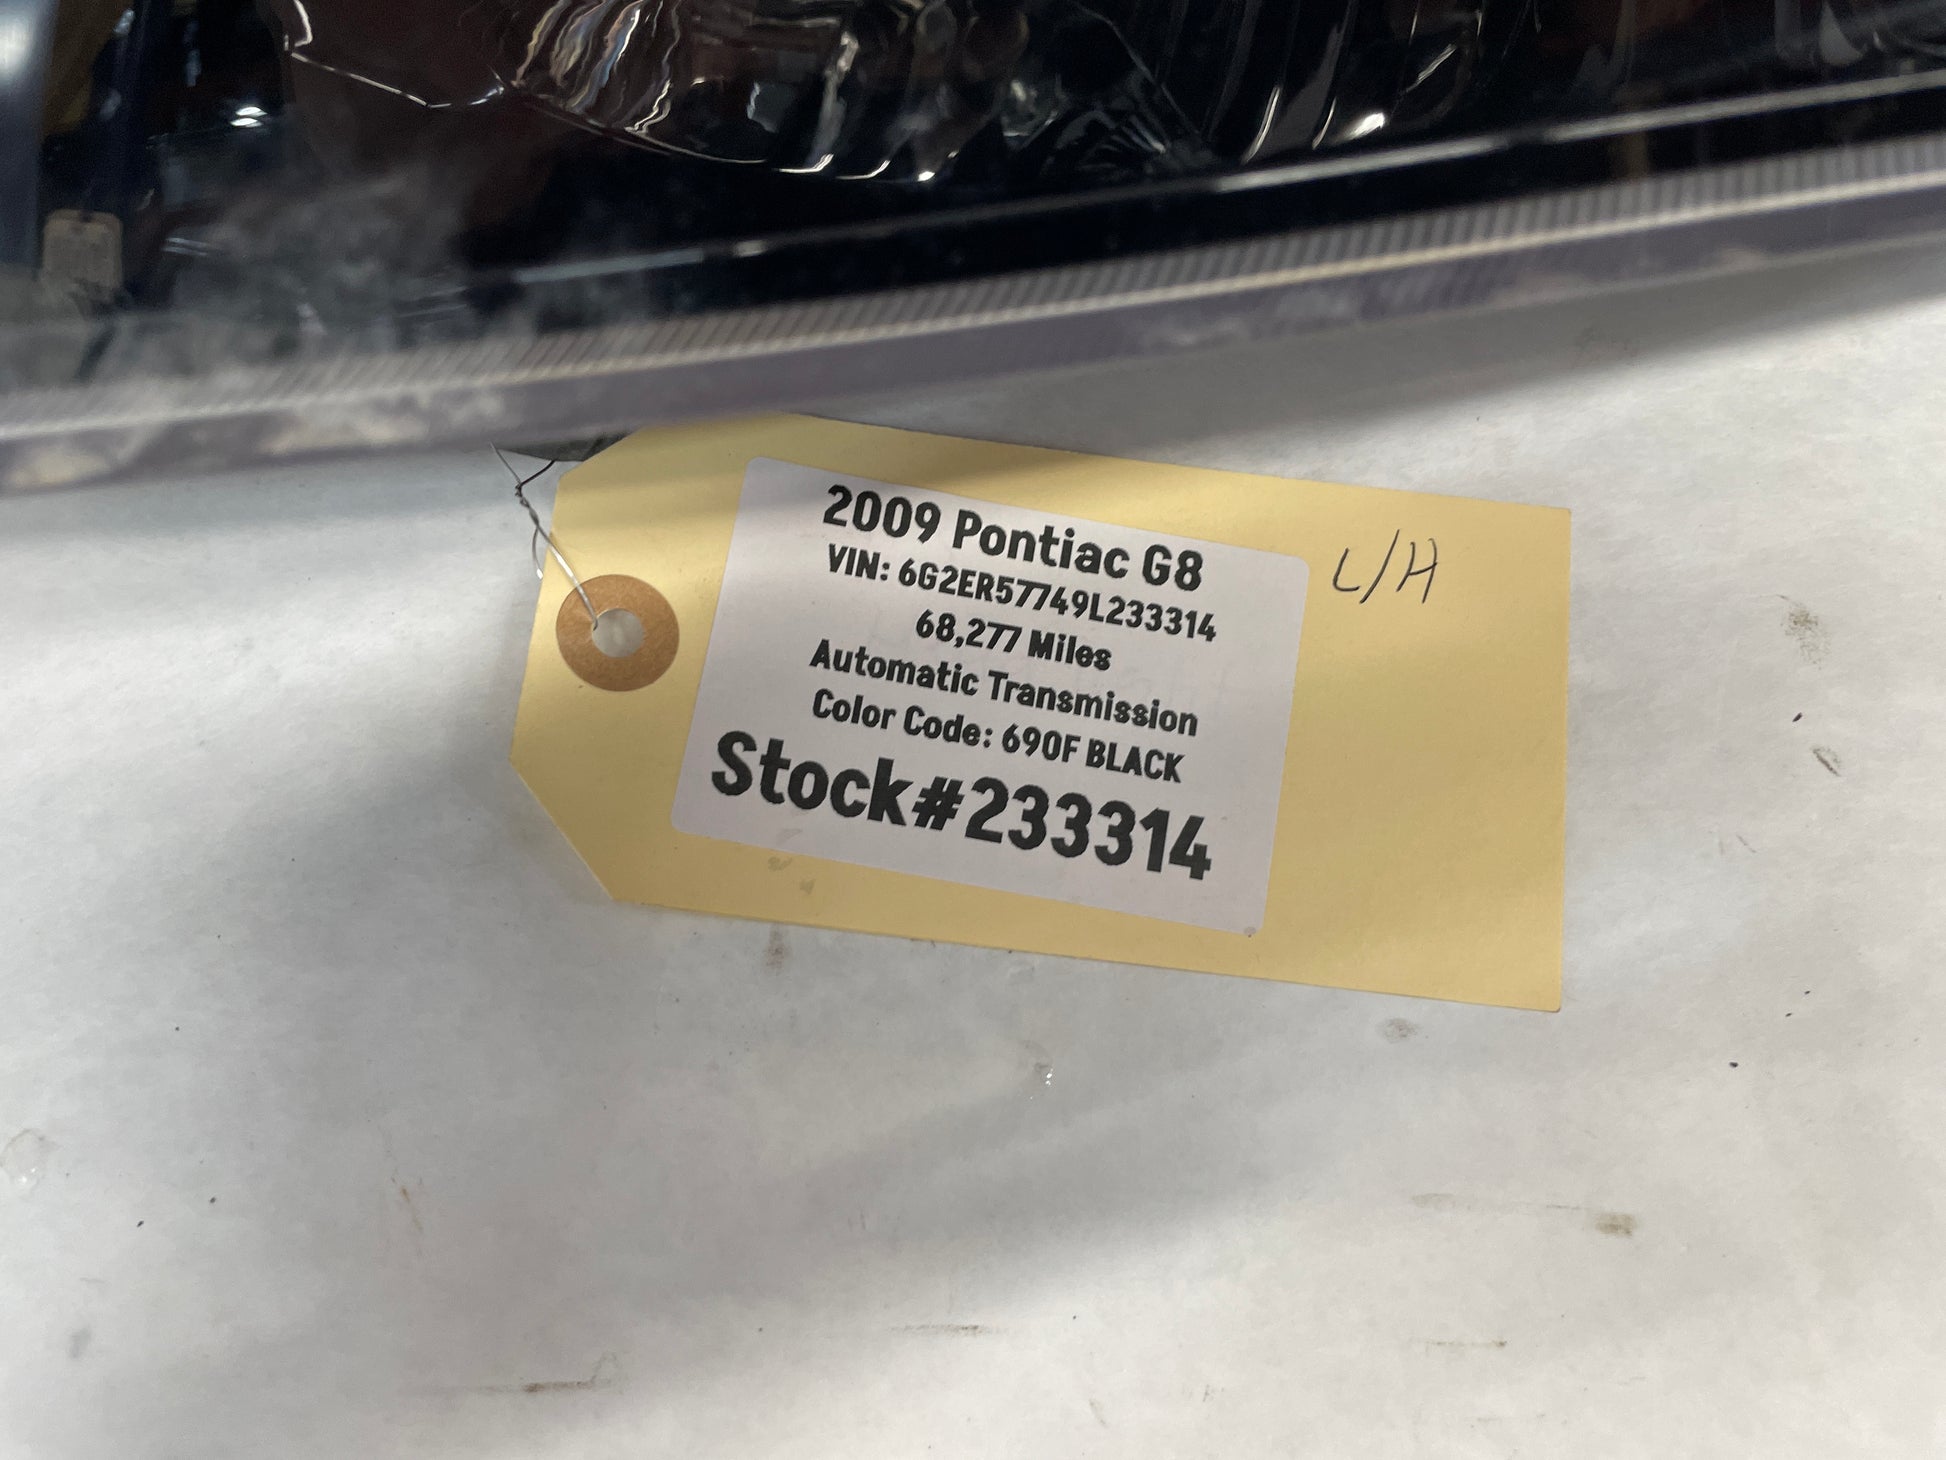 2009 Pontiac G8
VIN: 6G2ER57749L233314
68,277 Miles
Automatic Transmission
Color Code: 690F BLACK
Stock#233314
L/H